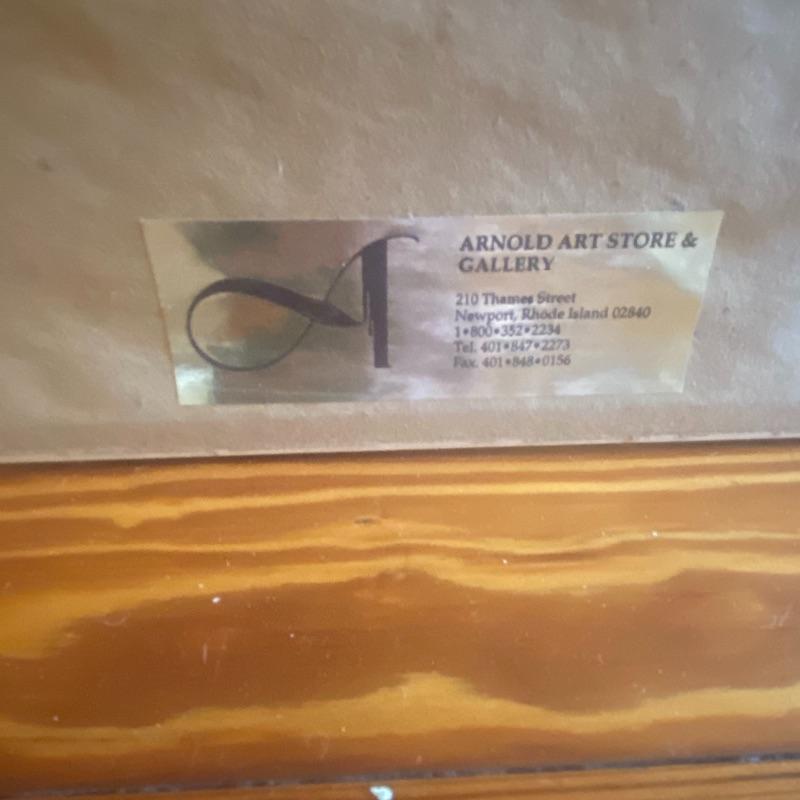 A
ARNOLD ART STORE &
GALLERY
210 Thames Street
Newport, Rhode Island 02840
1•800•352•2234
Tel. 401•847•2273
Fax. 401•848•0156